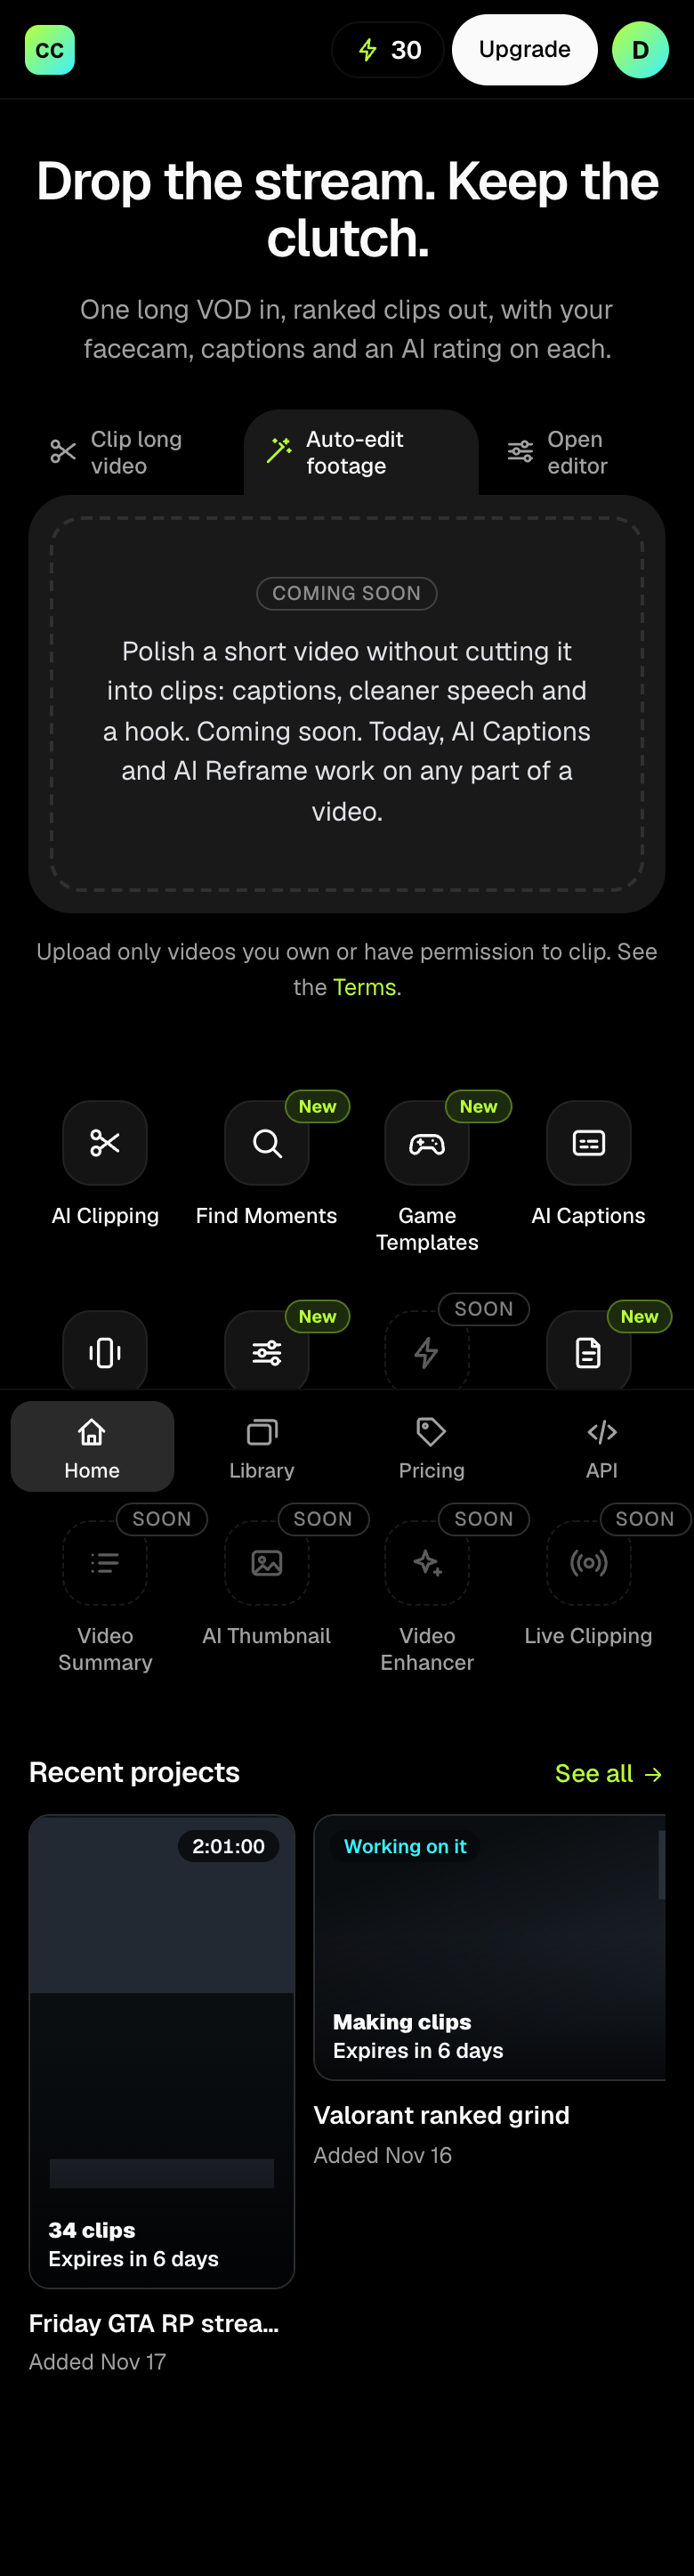 CC
30
Upgrade
D
Drop the stream. Keep the
clutch.
One long VOD in, ranked clips out, with your
facecam, captions and an AI rating on each.
Clip long
video
Auto-edit
footage
Open
editor
COMING SOON
Polish a short video without cutting it
into clips: captions, cleaner speech and
a hook. Coming soon. Today, AI Captions
and AI Reframe work on any part of a
video.
Upload only videos you own or have permission to clip. See
the Terms.
New
New
AI Clipping
Find Moments
Game
Templates
AI Captions
New
SOON
New
Home
Library
Pricing
API
SOON
SOON
SOON
SOON
Video
Summary
AI Thumbnail
Video
Enhancer
Live Clipping
Recent projects
See all →
2:01:00
34 clips
Expires in 6 days
Friday GTA RP strea...
Added Nov 17
Working on it
Making clips
Expires in 6 days
Valorant ranked grind
Added Nov 16